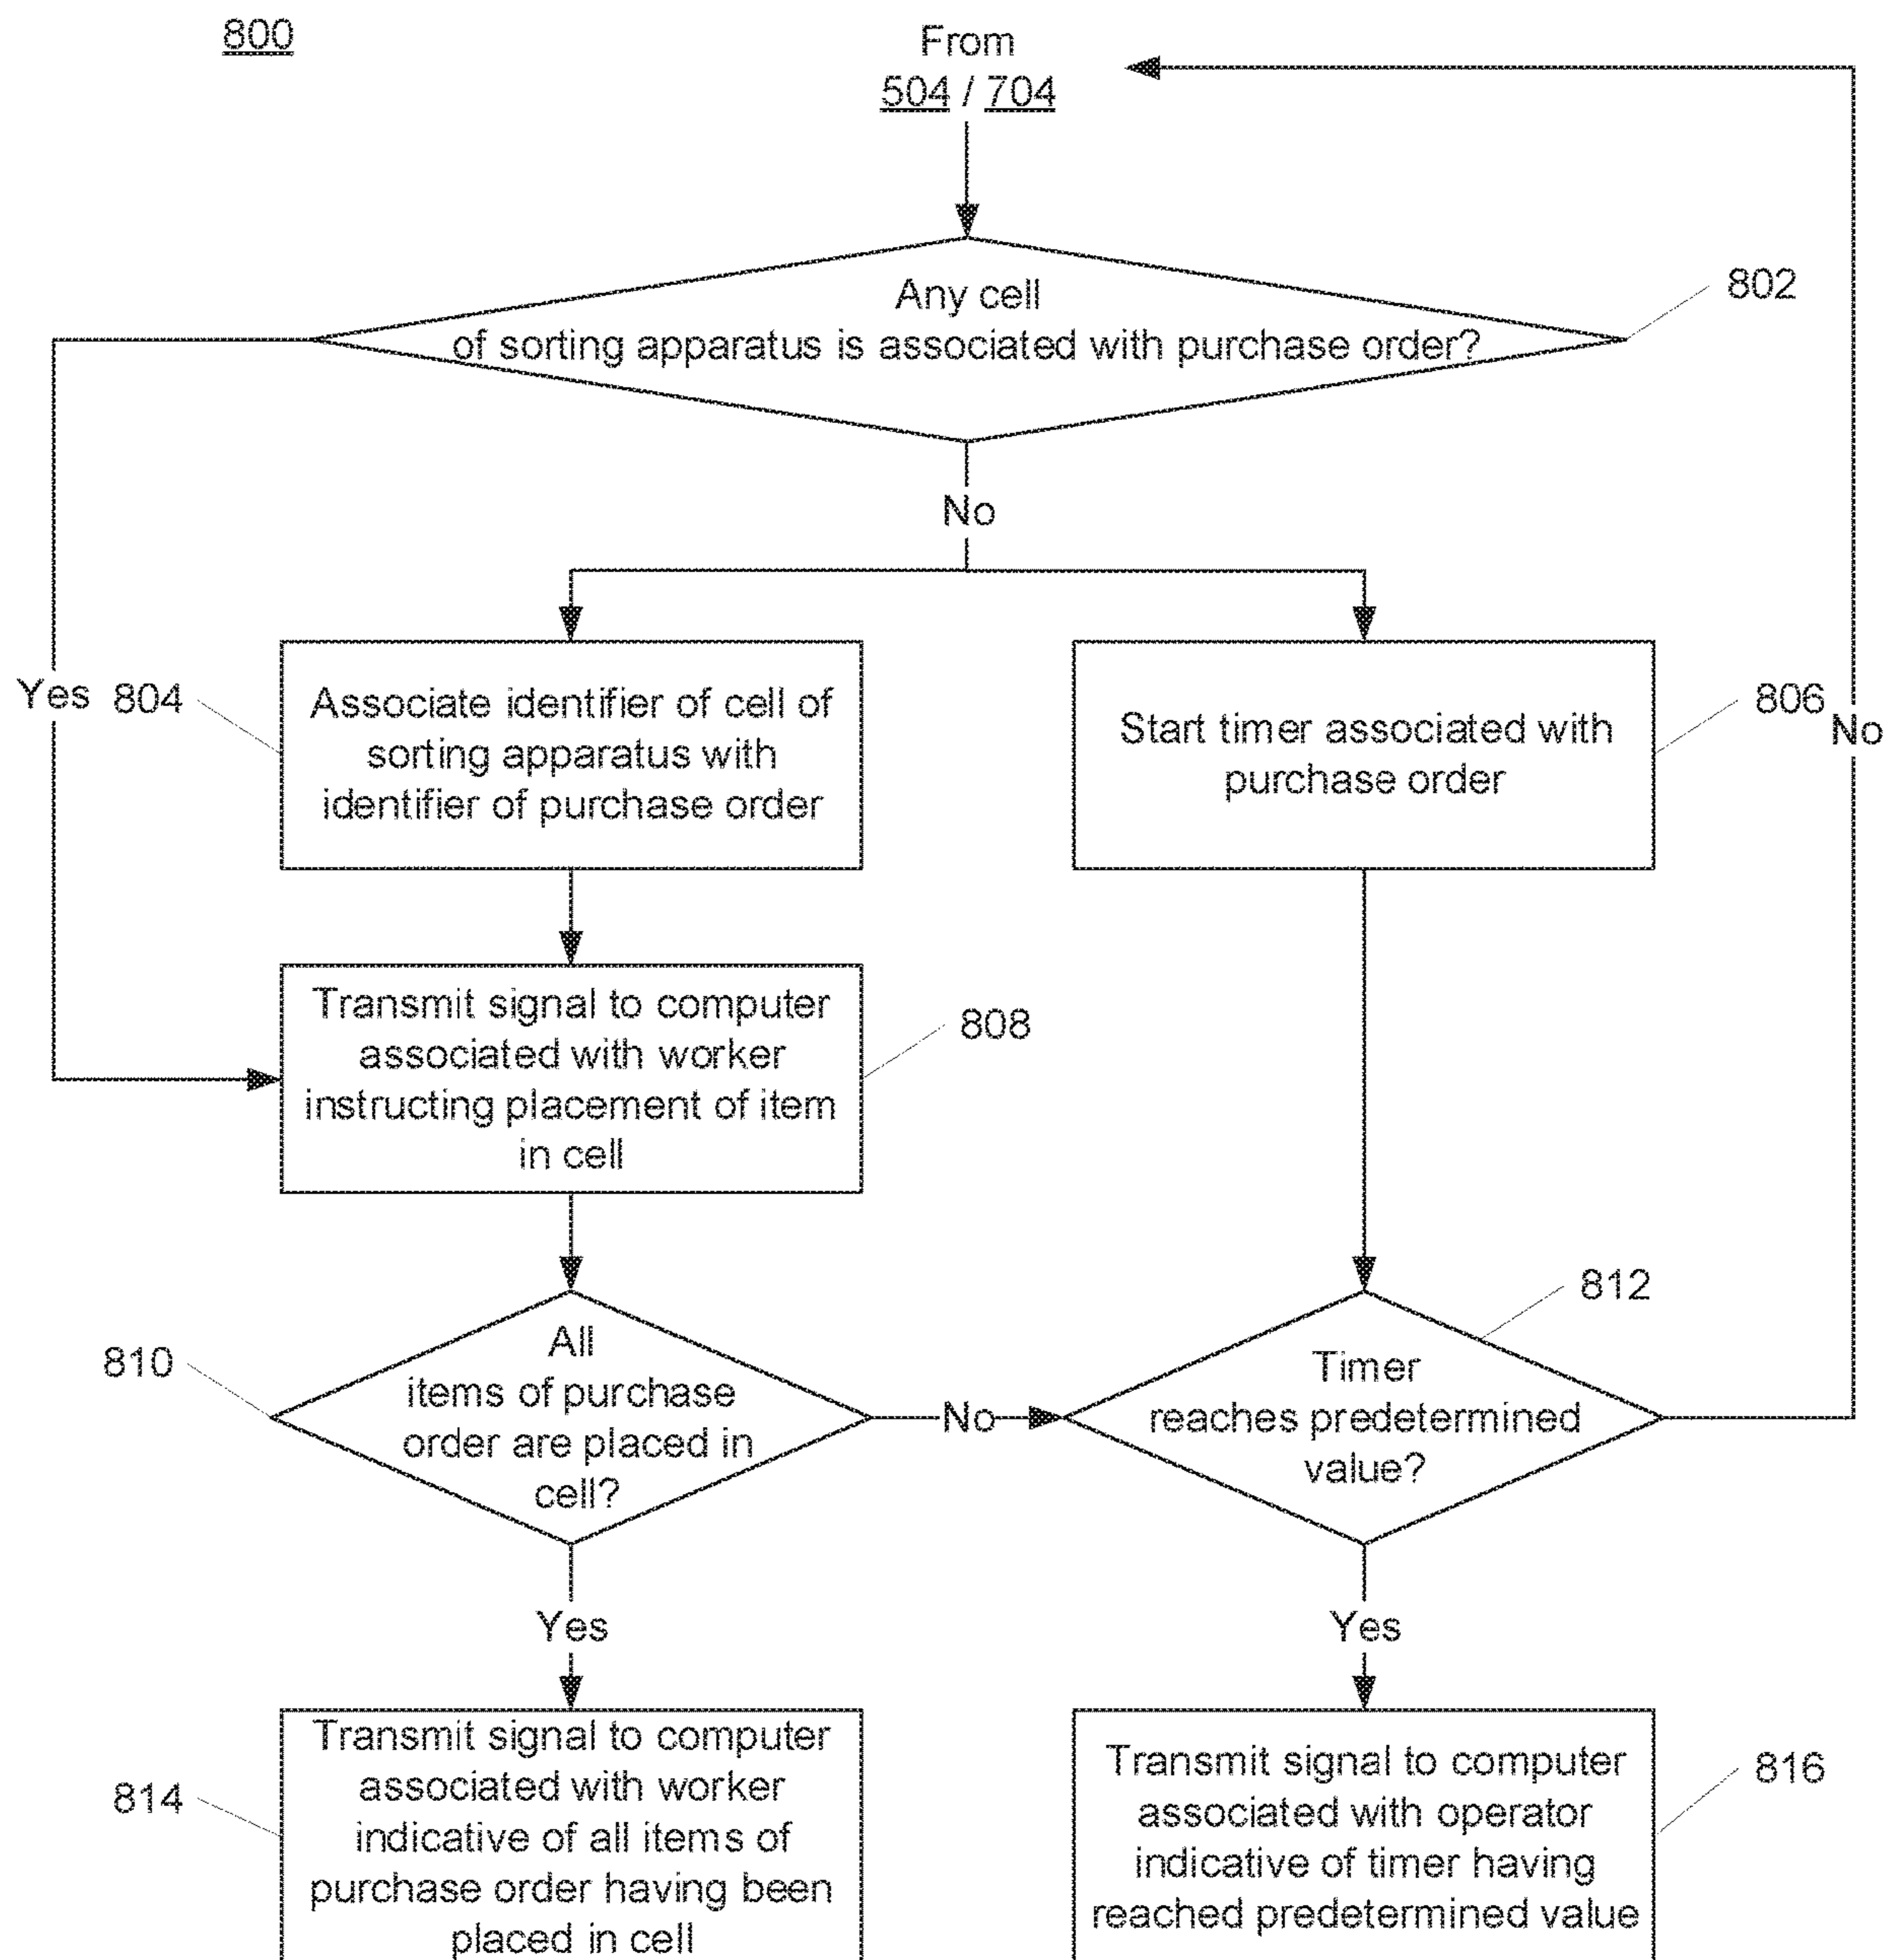 800
From
504 / 704
Any cell
of sorting apparatus is associated with purchase order?
802
No
Yes
804
Associate identifier of cell of
sorting apparatus with
identifier of purchase order
Start timer associated with
purchase order
806
No
Transmit signal to computer
associated with worker
instructing placement of item
in cell
808
810
All
items of purchase
order are placed in
cell?
No
812
Timer
reaches predetermined
value?
Yes
Yes
814
Transmit signal to computer
associated with worker
indicative of all items of
purchase order having been
placed in cell
Transmit signal to computer
associated with operator
indicative of timer having
reached predetermined value
816